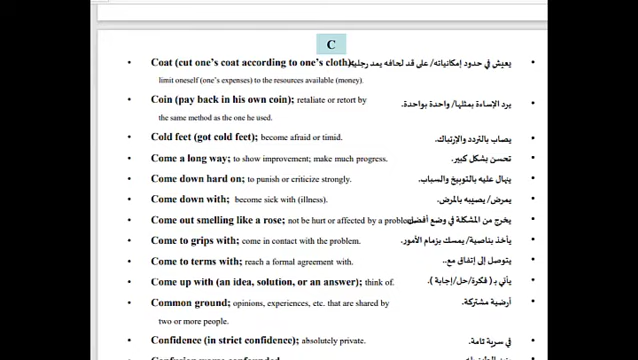 C
• Coat (cut one's coat according to one's cloth); يعيش في حدود إمكانياته/ على قد لحافه يمد رجليه •
limit oneself (one's expenses) to the resources available (money).
• Coin (pay back in his own coin); retaliate or retort by يرد الإساءة بمثلها/ واحدة بواحدة. •
the same method as the one he used.
• Cold feet (got cold feet); become afraid or timid. يصاب بالتردد والإرتباك. •
• Come a long way; to show improvement; make much progress. تحسن بشكل كبير. •
• Come down hard on; to punish or criticize strongly. ينهال عليه بالتوبيخ والسباب. •
• Come down with; become sick with (illness). يمرض/ يصيبه بالمرض. •
• Come out smelling like a rose; not be hurt or affected by a problem. يخرج من المشكلة في وضع أفضل •
• Come to grips with; come in contact with the problem. يأخذ بناصية/ يمسك بزمام الأمور. •
• Come to terms with; reach a formal agreement with. يتوصل إلى إتفاق مع.. •
• Come up with (an idea, solution, or an answer); think of. يأتي بـ ( فكرة/حل/إجابة ). •
• Common ground; opinions, experiences, etc. that are shared by أرضية مشتركة. •
two or more people.
• Confidence (in strict confidence); absolutely private. في سرية تامة. •